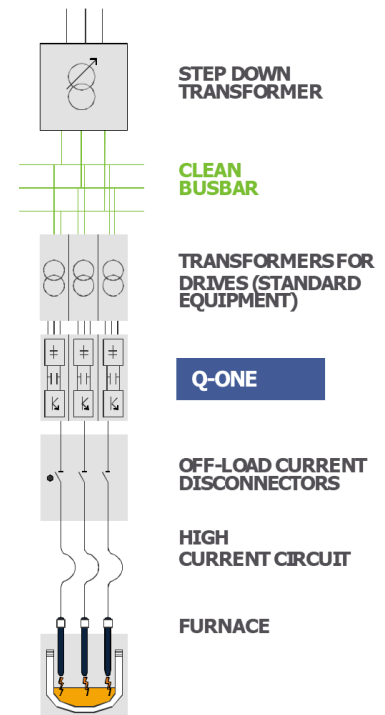 STEP DOWN
TRANSFORMER
CLEAN
BUSBAR
TRANSFORMERS FOR
DRIVES (STANDARD
EQUIPMENT)
Q-ONE
OFF-LOAD CURRENT
DISCONNECTORS
HIGH
CURRENT CIRCUIT
FURNACE